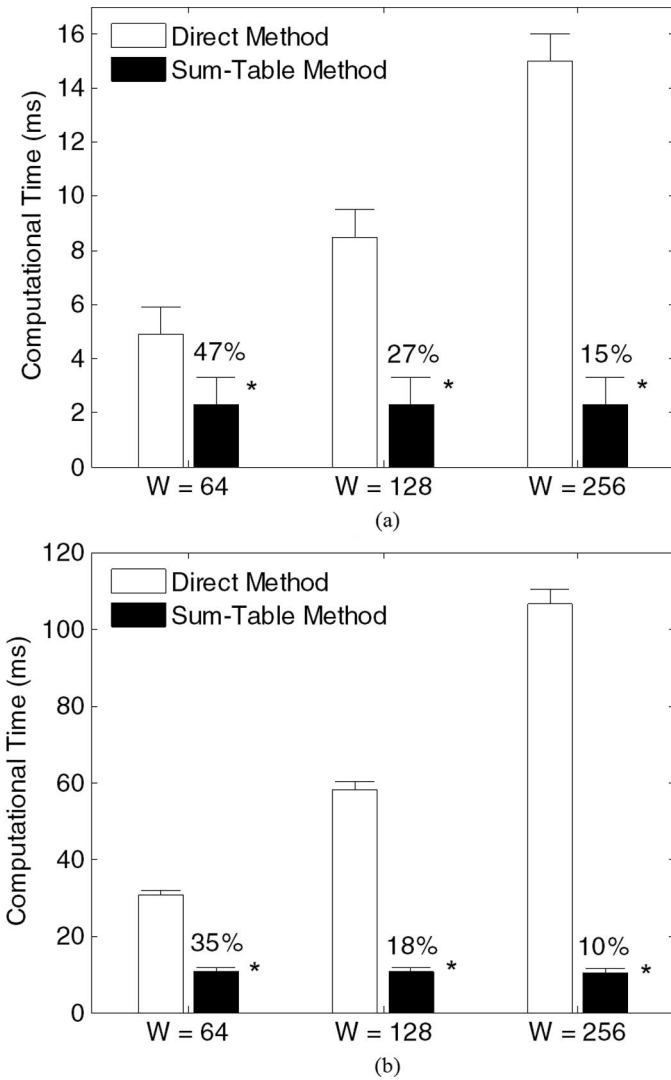 16
14
12
10
8
6
4
2
0
Computational Time (ms)
Direct Method
Sum-Table Method
47%
*
27%
*
15%
*
W = 64
W = 128
W = 256
(a)
120
100
80
60
40
20
0
Computational Time (ms)
Direct Method
Sum-Table Method
35%
*
18%
*
10%
*
W = 64
W = 128
W = 256
(b)